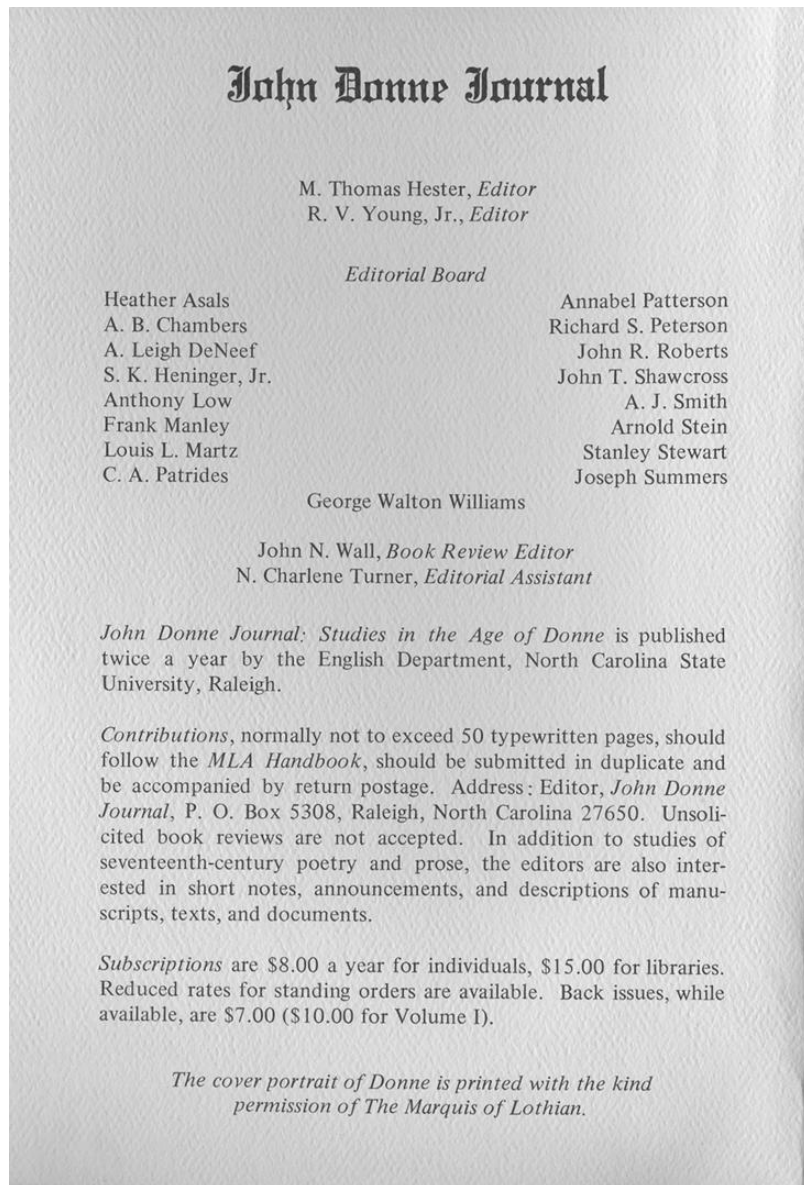 John Donne Journal
M. Thomas Hester, Editor
R. V. Young, Jr., Editor
Editorial Board
Heather Asals
A. B. Chambers
A. Leigh DeNeef
S. K. Heninger, Jr.
Anthony Low
Frank Manley
Louis L. Martz
C. A. Patrides
Annabel Patterson
Richard S. Peterson
John R. Roberts
John T. Shawcross
A. J. Smith
Arnold Stein
Stanley Stewart
Joseph Summers
George Walton Williams
John N. Wall, Book Review Editor
N. Charlene Turner, Editorial Assistant
John Donne Journal: Studies in the Age of Donne is published
twice a year by the English Department, North Carolina State
University, Raleigh.
Contributions, normally not to exceed 50 typewritten pages, should
follow the MLA Handbook, should be submitted in duplicate and
be accompanied by return postage. Address: Editor, John Donne
Journal, P. O. Box 5308, Raleigh, North Carolina 27650. Unsoli-
cited book reviews are not accepted. In addition to studies of
seventeenth-century poetry and prose, the editors are also inter-
ested in short notes, announcements, and descriptions of manu-
scripts, texts, and documents.
Subscriptions are $8.00 a year for individuals, $15.00 for libraries.
Reduced rates for standing orders are available. Back issues, while
available, are $7.00 ($10.00 for Volume I).
The cover portrait of Donne is printed with the kind
permission of The Marquis of Lothian.